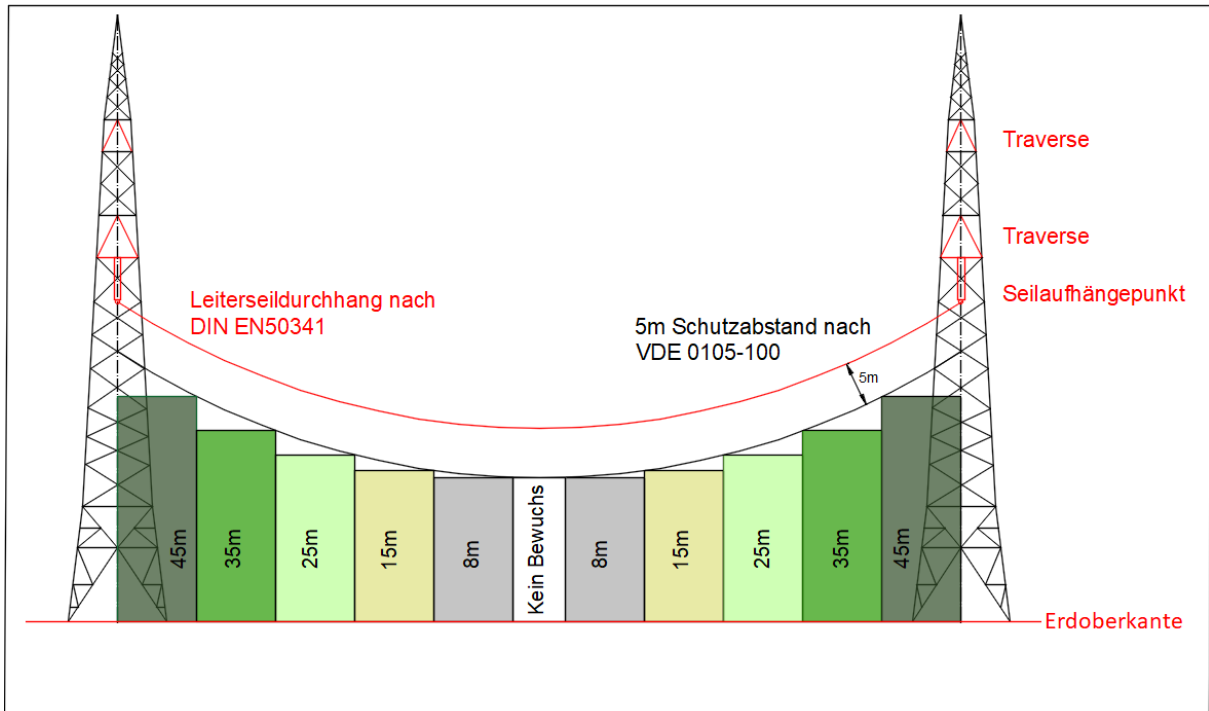 Traverse
Traverse
Seilaufhängepunkt
Leiterseildurchhang nach
DIN EN50341
5m Schutzabstand nach
VDE 0105-100
5m
45m
35m
25m
15m
8m
Kein Bewuchs
8m
15m
25m
35m
45m
Erdoberkante